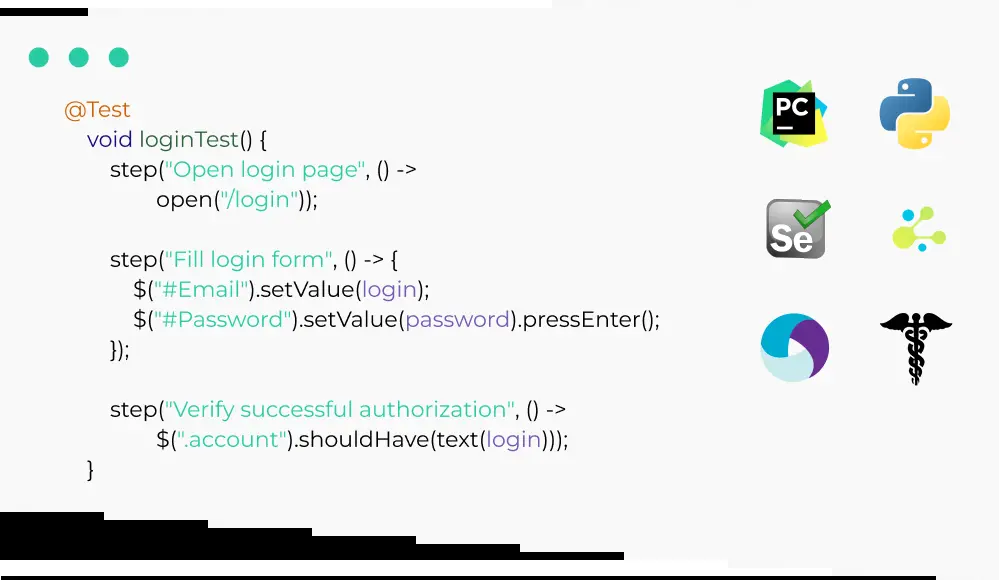 @Test
void loginTest() {
step("Open login page", () ->
open("/login"));
step("Fill login form", () -> {
$("#Email").setValue(login);
$("#Password").setValue(password).pressEnter();
});
step("Verify successful authorization", () ->
$(".account").shouldHave(text(login)));
}
PC
Se